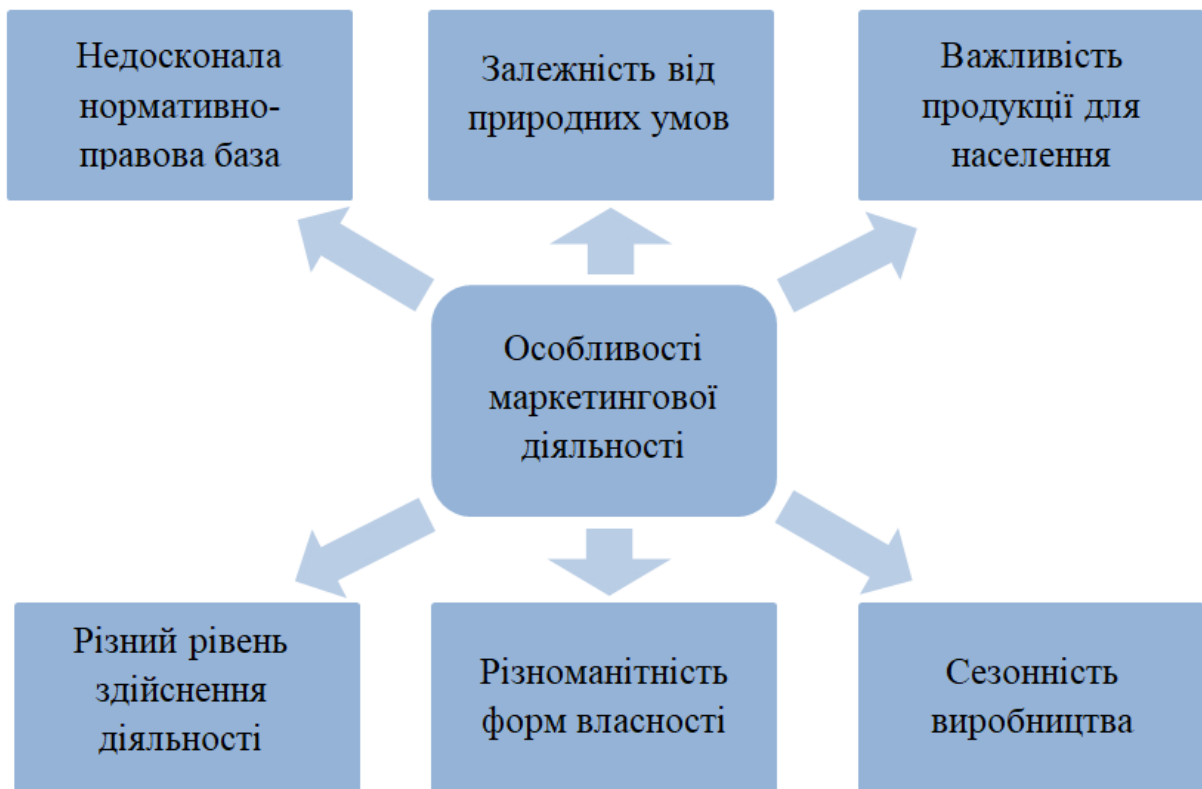 Недосконала
нормативно-
правова база
Залежність від
природних умов
Важливість
продукції для
населення
Особливості
маркетингової
діяльності
Різний рівень
здійснення
діяльності
Різноманітність
форм власності
Сезонність
виробництва